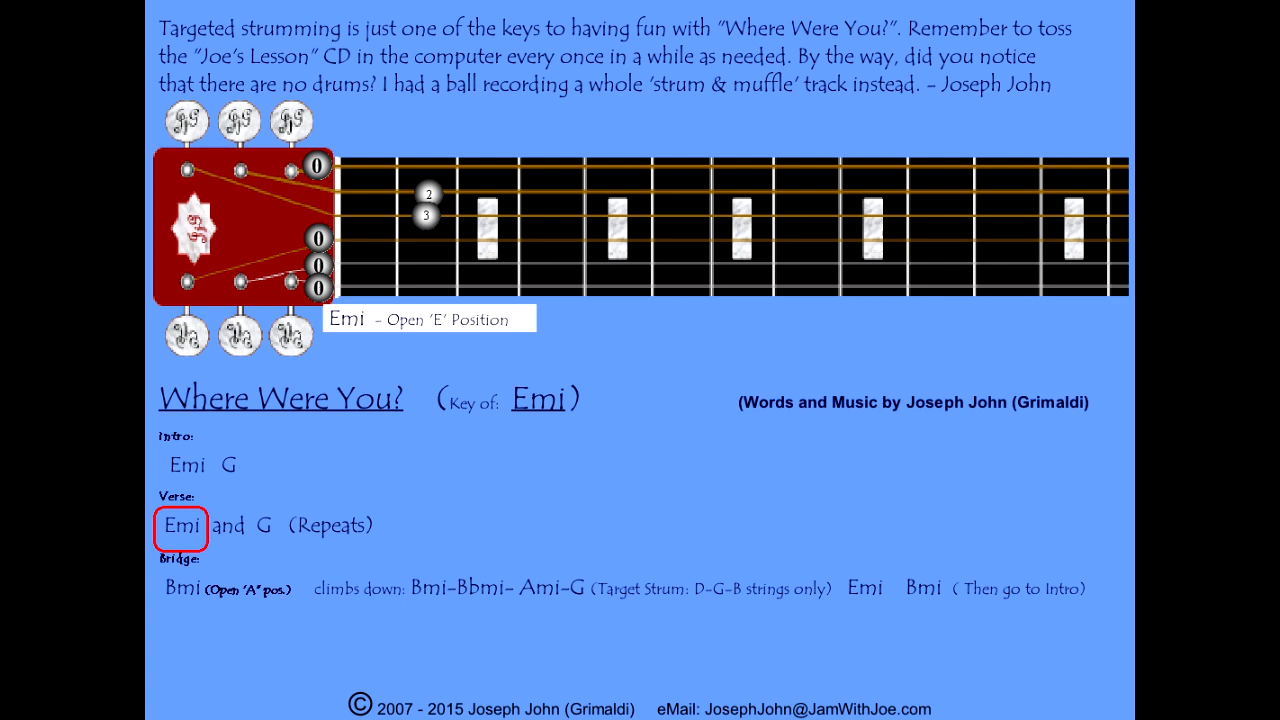 Targeted strumming is just one of the keys to having fun with "Where Were You?". Remember to toss
the "Joe's Lesson" CD in the computer every once in a while as needed. By the way, did you notice
that there are no drums? I had a ball recording a whole 'strum & muffle' track instead. - Joseph John
0
2
3
0
0
0
Emi - Open 'E' Position
Where Were You? (Key of: Emi) (Words and Music by Joseph John (Grimaldi)
Intro:
Emi G
Verse:
Emi and G (Repeats)
Bridge:
Bmi (Open 'A" pos.) climbs down: Bmi-Bbmi- Ami-G (Target Strum: D-G-B strings only) Emi Bmi ( Then go to Intro)
© 2007 - 2015 Joseph John (Grimaldi) eMail: JosephJohn@JamWithJoe.com